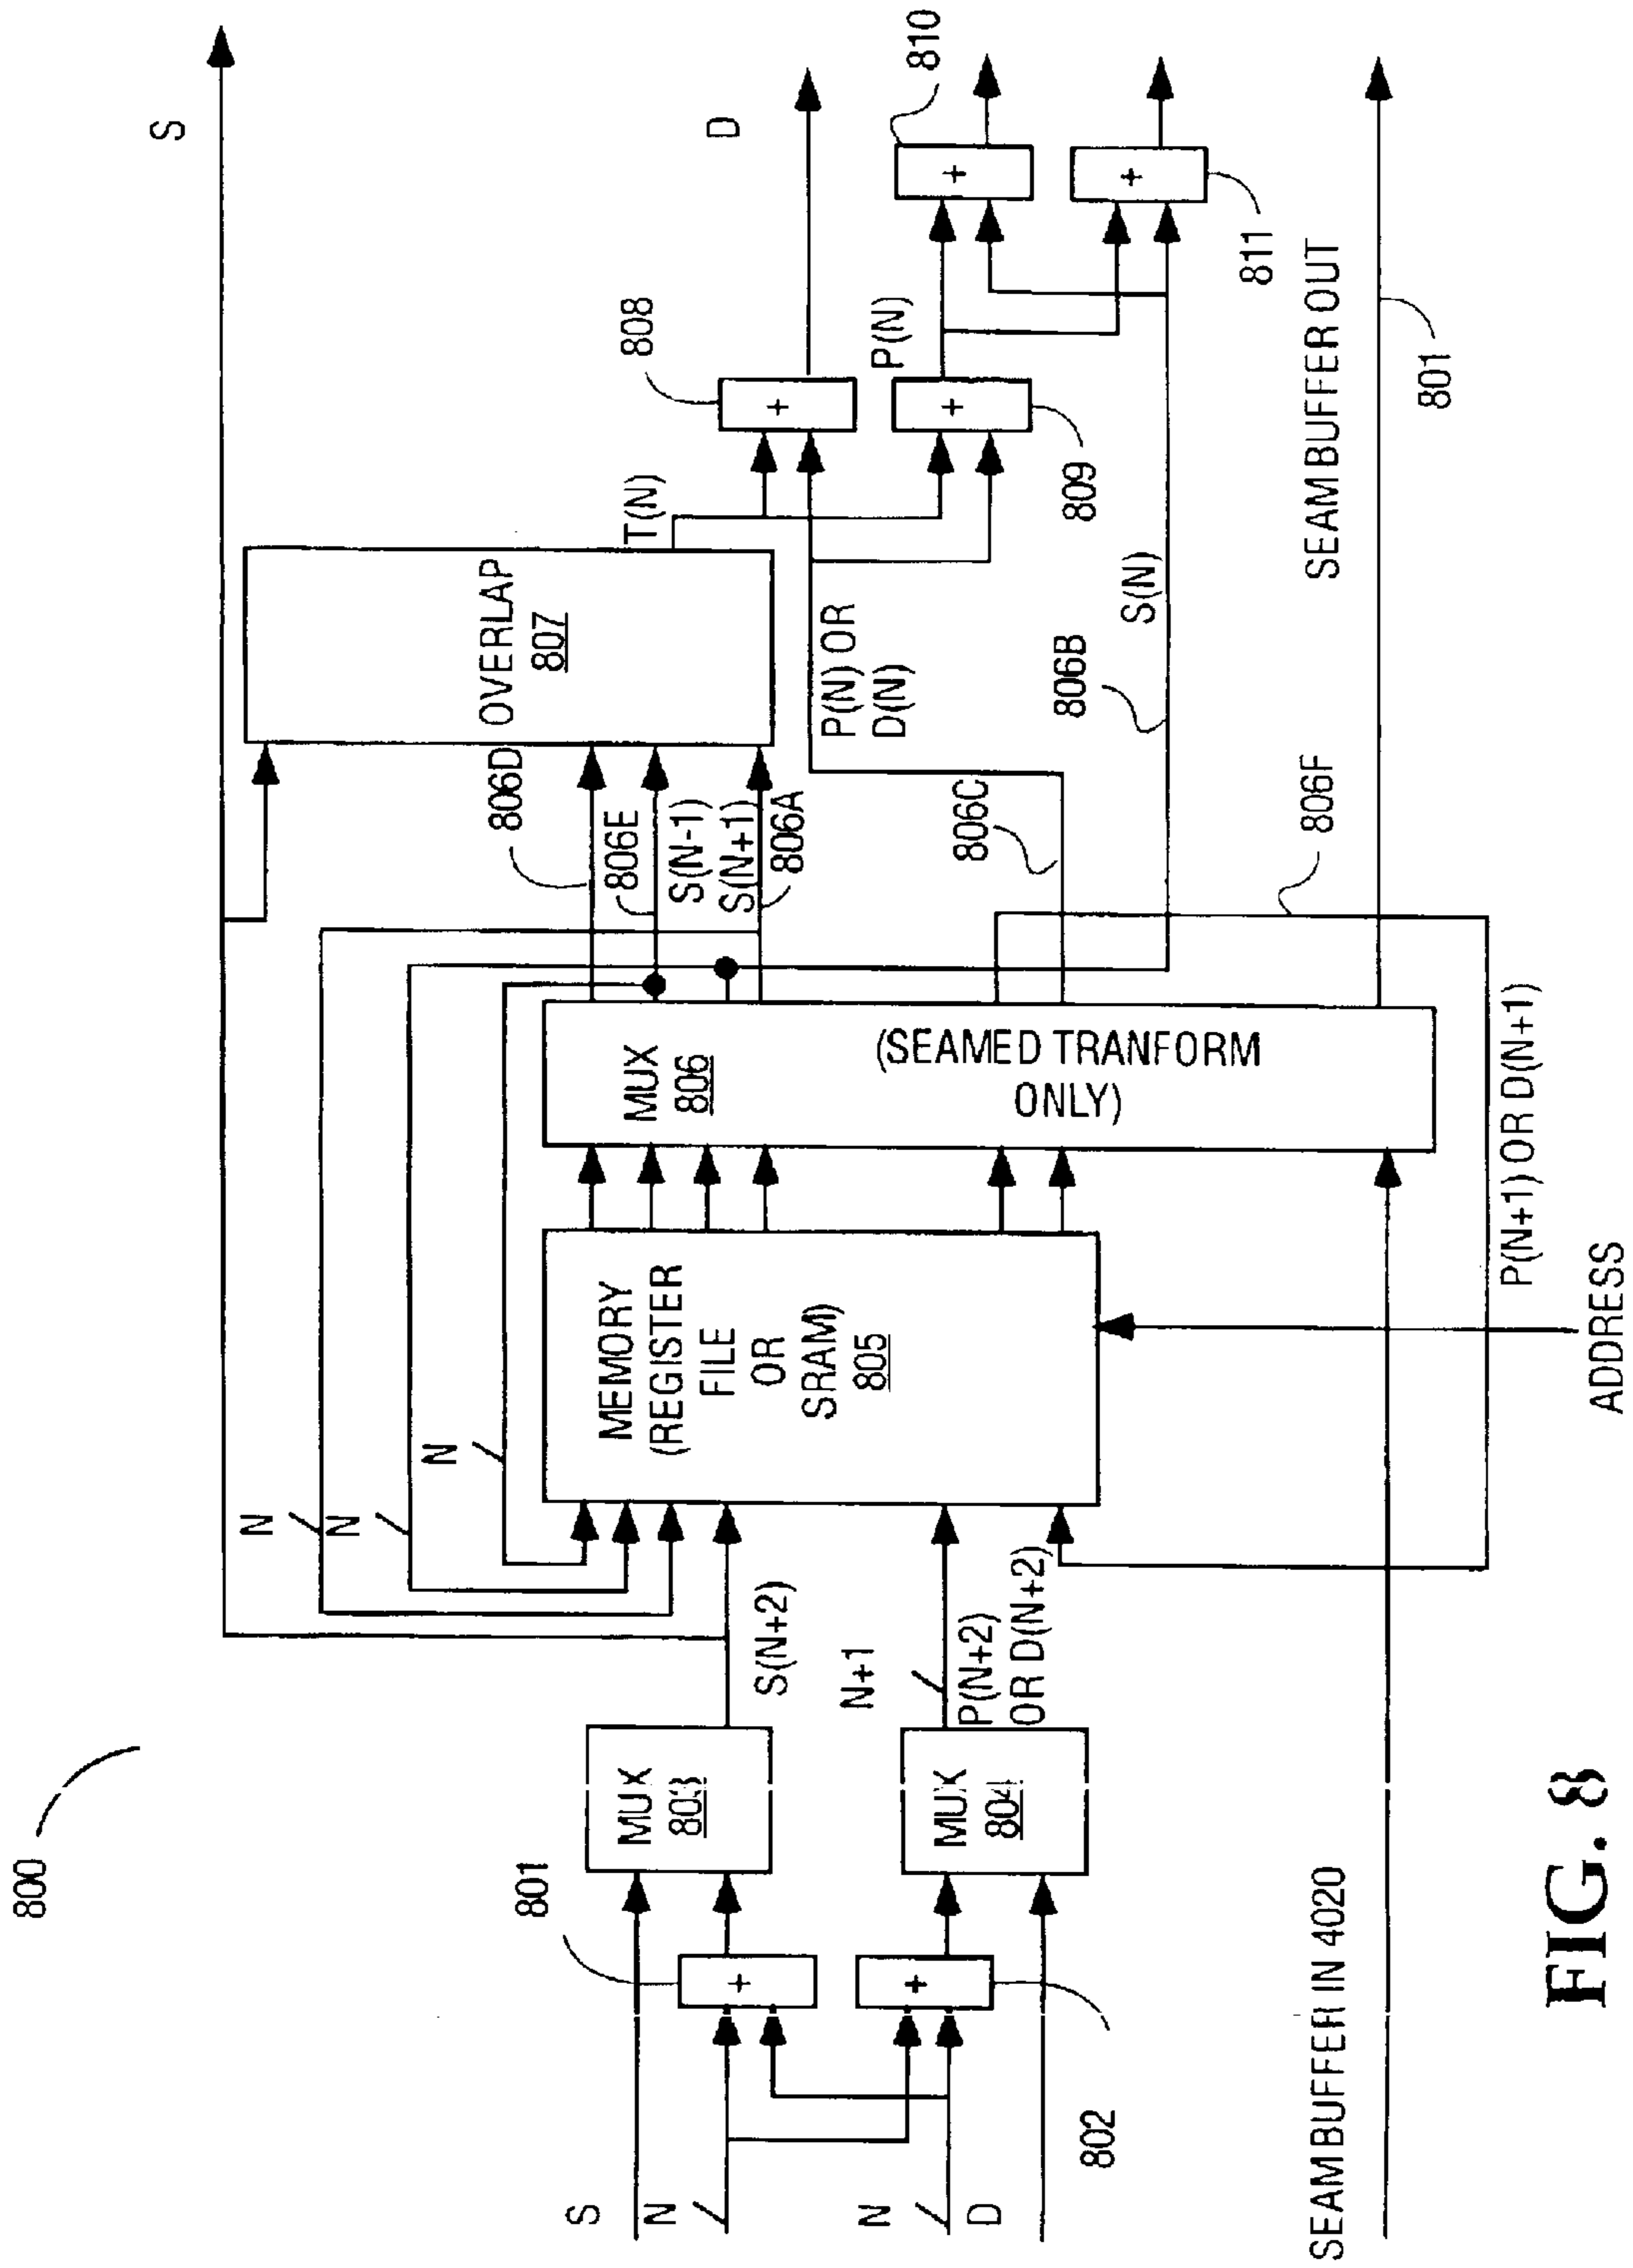 800
S
N
N
D
SEAMBUFFER IN 4020
801
802
MUX
803
MUX
804
S(N+2)
N+1
P(N+2)
OR D(N+2)
N
N
N
MEMORY
(REGISTER
FILE
OR
SRAM)
805
ADDRESS
P(N+1) OR D(N+1)
MUX
806
(SEAMED TRANFORM
ONLY)
806D
806E
S(N-1)
S(N+1)
806A
806C
806F
OVERLAP
807
P(N) OR
D(N)
806B
S(N)
T(N)
808
809
P(N)
SEAMBUFFER OUT
801
S
D
810
811
+
+
+
+
+
+
FIG. 8